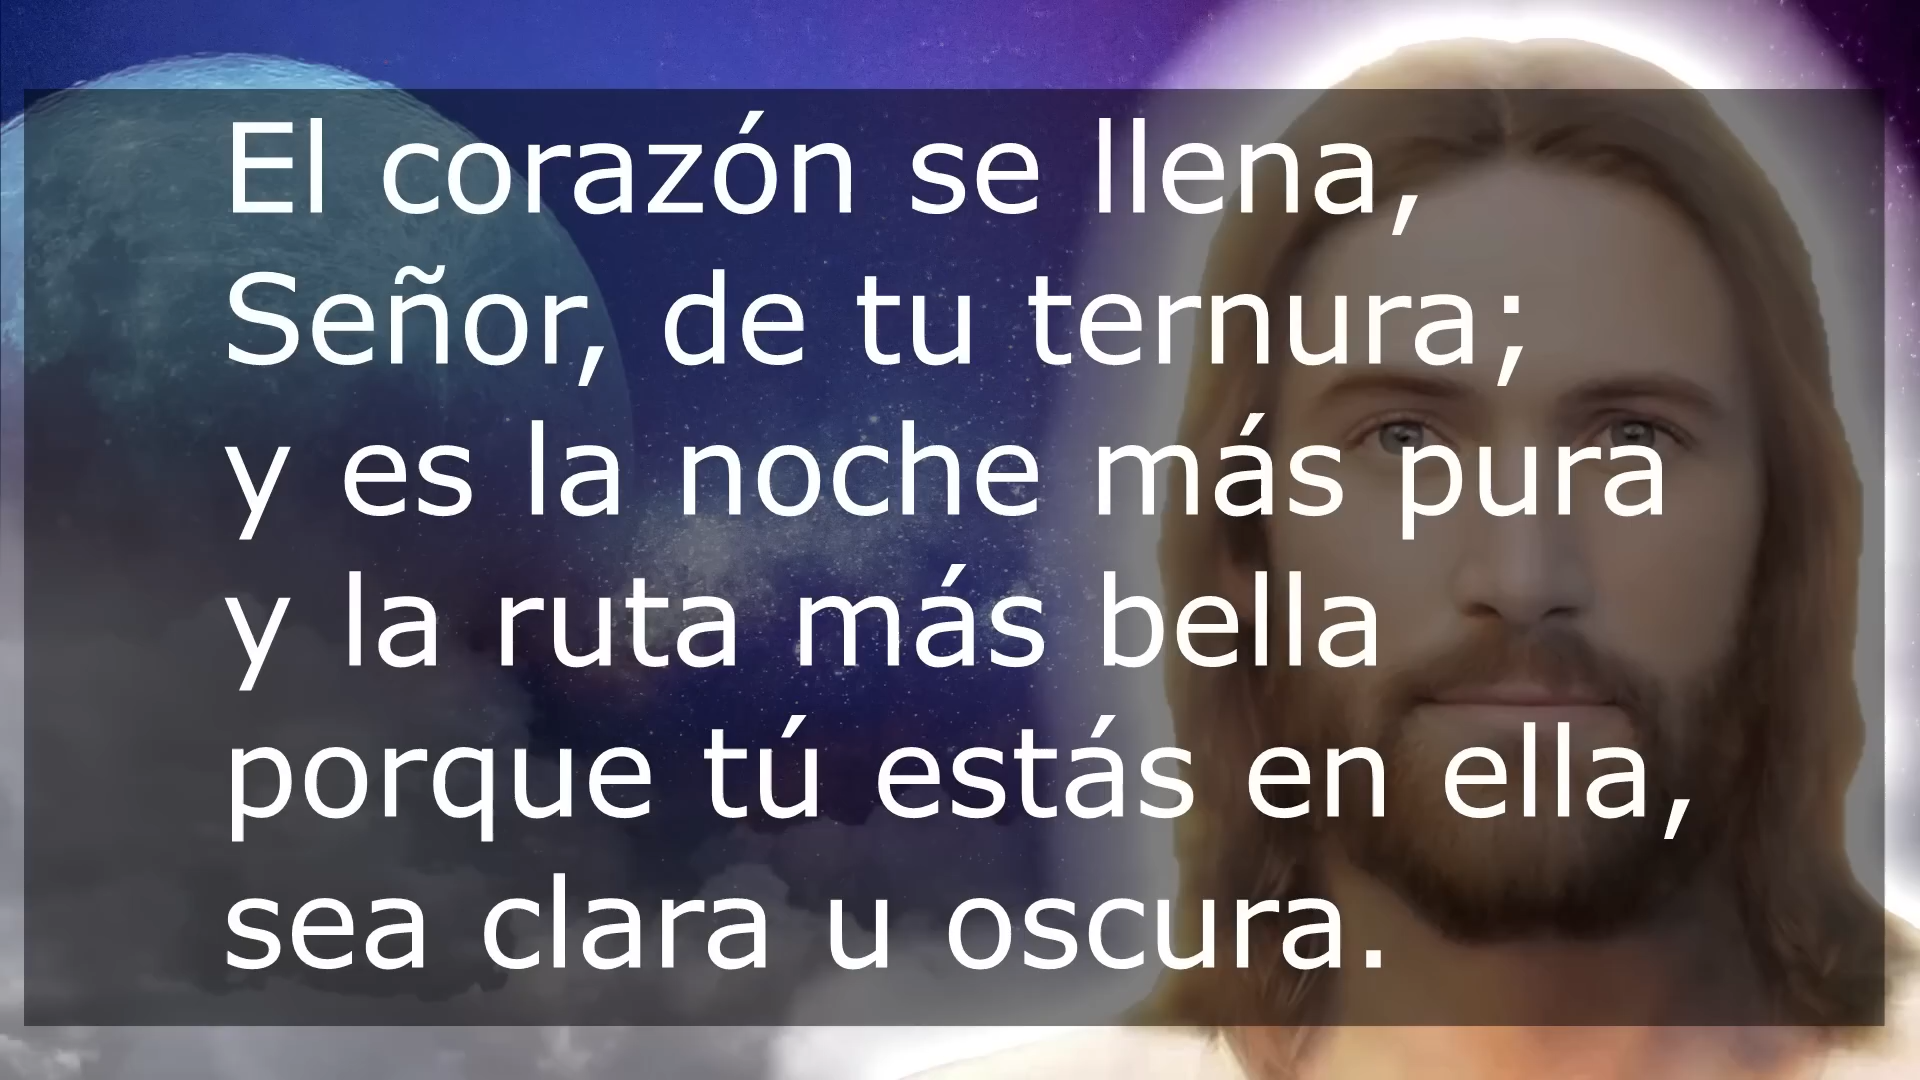 El corazón se llena,
Señor, de tu ternura;
y es la noche más pura
y la ruta más bella
porque tú estás en ella,
sea clara u oscura.